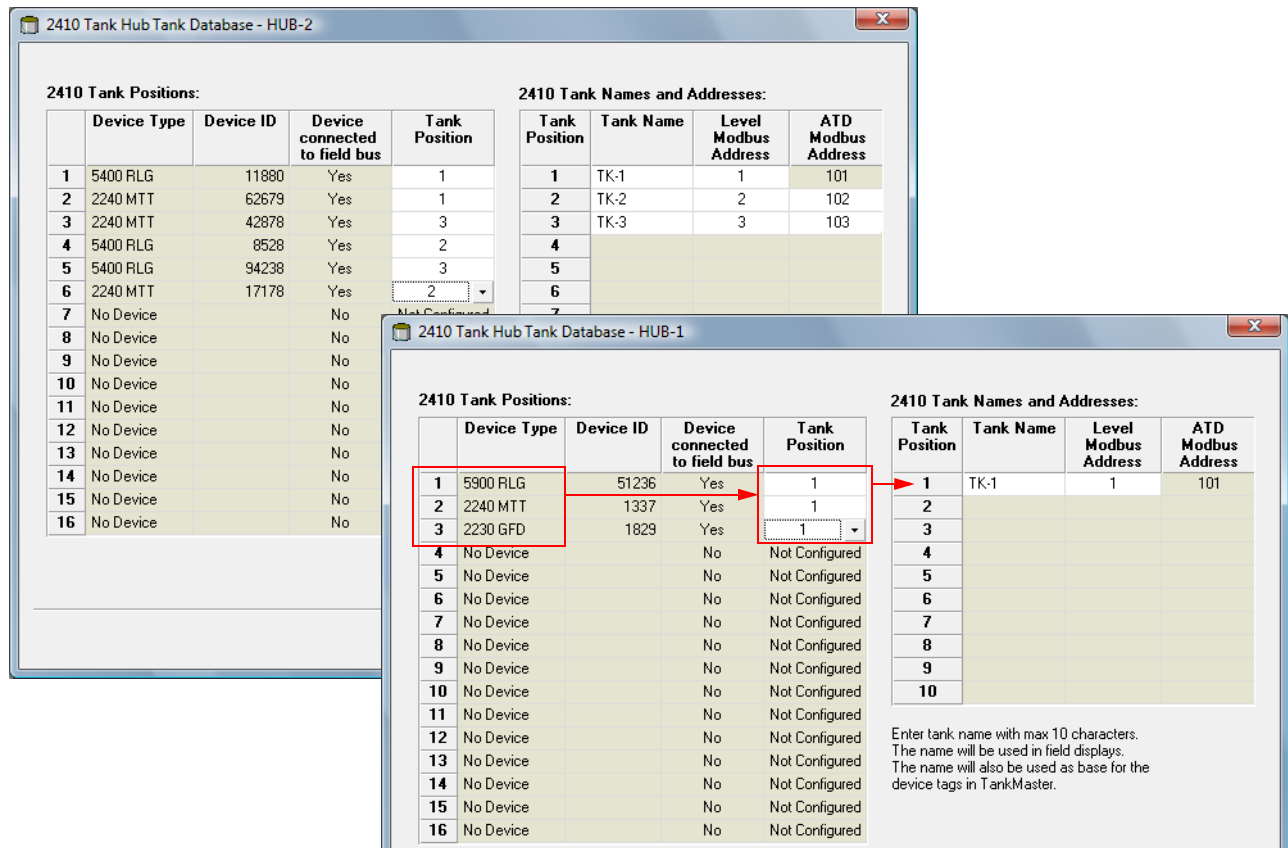 2410 Tank Hub Tank Database - HUB-2
x
2410 Tank Positions:
Device Type Device ID Device connected to field bus Tank Position
1 5400 RLG 11880 Yes 1
2 2240 MTT 62679 Yes 1
3 2240 MTT 42878 Yes 3
4 5400 RLG 8528 Yes 2
5 5400 RLG 94238 Yes 3
6 2240 MTT 17178 Yes 2
7 No Device No Not Configured
8 No Device No
9 No Device No
10 No Device No
11 No Device No
12 No Device No
13 No Device No
14 No Device No
15 No Device No
16 No Device No
2410 Tank Names and Addresses:
Tank Position Tank Name Level Modbus Address ATD Modbus Address
1 TK-1 1 101
2 TK-2 2 102
3 TK-3 3 103
4
5
6
7
2410 Tank Hub Tank Database - HUB-1
x
2410 Tank Positions:
Device Type Device ID Device connected to field bus Tank Position
1 5900 RLG 51236 Yes 1
2 2240 MTT 1337 Yes 1
3 2230 GFD 1829 Yes 1
4 No Device No Not Configured
5 No Device No Not Configured
6 No Device No Not Configured
7 No Device No Not Configured
8 No Device No Not Configured
9 No Device No Not Configured
10 No Device No Not Configured
11 No Device No Not Configured
12 No Device No Not Configured
13 No Device No Not Configured
14 No Device No Not Configured
15 No Device No Not Configured
16 No Device No Not Configured
2410 Tank Names and Addresses:
Tank Position Tank Name Level Modbus Address ATD Modbus Address
1 TK-1 1 101
2
3
4
5
6
7
8
9
10
Enter tank name with max 10 characters.
The name will be used in field displays.
The name will also be used as base for the
device tags in TankMaster.